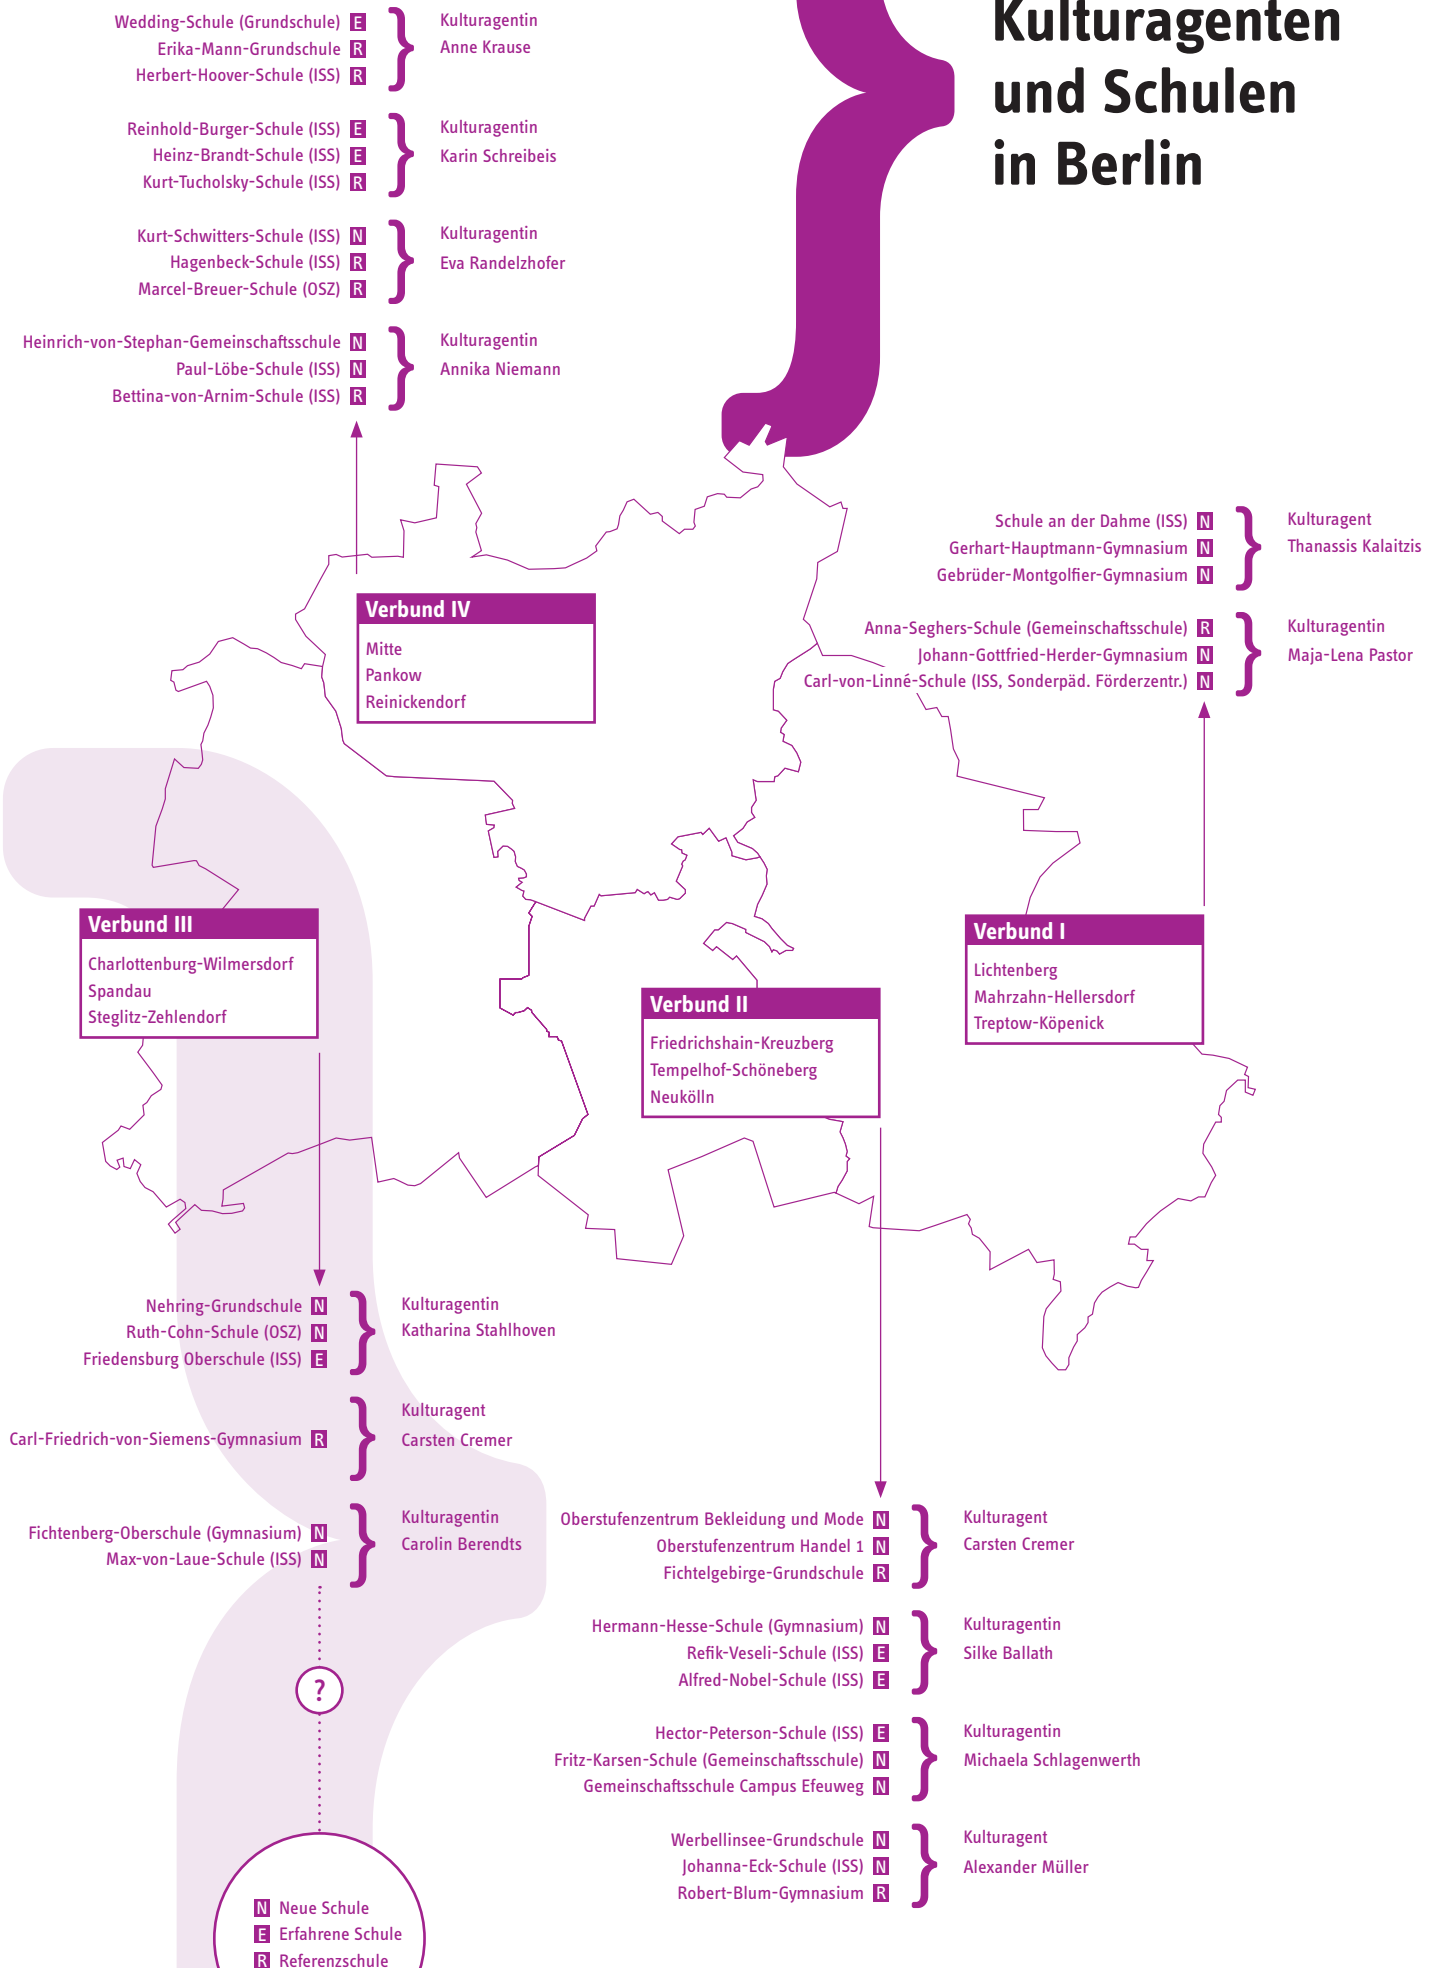 Kulturagenten
und Schulen
in Berlin
Wedding-Schule (Grundschule) E
Erika-Mann-Grundschule R
Herbert-Hoover-Schule (ISS) R
Kulturagentin
Anne Krause
Reinhold-Burger-Schule (ISS) E
Heinz-Brandt-Schule (ISS) E
Kurt-Tucholsky-Schule (ISS) R
Kulturagentin
Karin Schreibeis
Kurt-Schwitters-Schule (ISS) N
Hagenbeck-Schule (ISS) R
Marcel-Breuer-Schule (OSZ) R
Kulturagentin
Eva Randelzhofer
Heinrich-von-Stephan-Gemeinschaftsschule N
Paul-Löbe-Schule (ISS) N
Bettina-von-Arnim-Schule (ISS) R
Kulturagentin
Annika Niemann
Schule an der Dahme (ISS) N
Gerhart-Hauptmann-Gymnasium N
Gebrüder-Montgolfier-Gymnasium N
Kulturagent
Thanassis Kalaitzis
Anna-Seghers-Schule (Gemeinschaftsschule) R
Johann-Gottfried-Herder-Gymnasium N
Carl-von-Linné-Schule (ISS, Sonderpäd. Förderzentr.) N
Kulturagentin
Maja-Lena Pastor
Verbund IV
Mitte
Pankow
Reinickendorf
Verbund III
Charlottenburg-Wilmersdorf
Spandau
Steglitz-Zehlendorf
Verbund I
Lichtenberg
Mahrzahn-Hellersdorf
Treptow-Köpenick
Verbund II
Friedrichshain-Kreuzberg
Tempelhof-Schöneberg
Neukölln
Nehring-Grundschule N
Ruth-Cohn-Schule (OSZ) N
Friedensburg Oberschule (ISS) E
Kulturagentin
Katharina Stahlhoven
Carl-Friedrich-von-Siemens-Gymnasium R
Kulturagent
Carsten Cremer
Fichtenberg-Oberschule (Gymnasium) N
Max-von-Laue-Schule (ISS) N
Kulturagentin
Carolin Berendts
Oberstufenzentrum Bekleidung und Mode N
Oberstufenzentrum Handel 1 N
Fichtelgebirge-Grundschule R
Kulturagent
Carsten Cremer
Hermann-Hesse-Schule (Gymnasium) N
Refik-Veseli-Schule (ISS) E
Alfred-Nobel-Schule (ISS) E
Kulturagentin
Silke Ballath
Hector-Peterson-Schule (ISS) E
Fritz-Karsen-Schule (Gemeinschaftsschule) N
Gemeinschaftsschule Campus Efeuweg N
Kulturagentin
Michaela Schlagenwerth
Werbellinsee-Grundschule N
Johanna-Eck-Schule (ISS) N
Robert-Blum-Gymnasium R
Kulturagent
Alexander Müller
?
N Neue Schule
E Erfahrene Schule
R Referenzschule